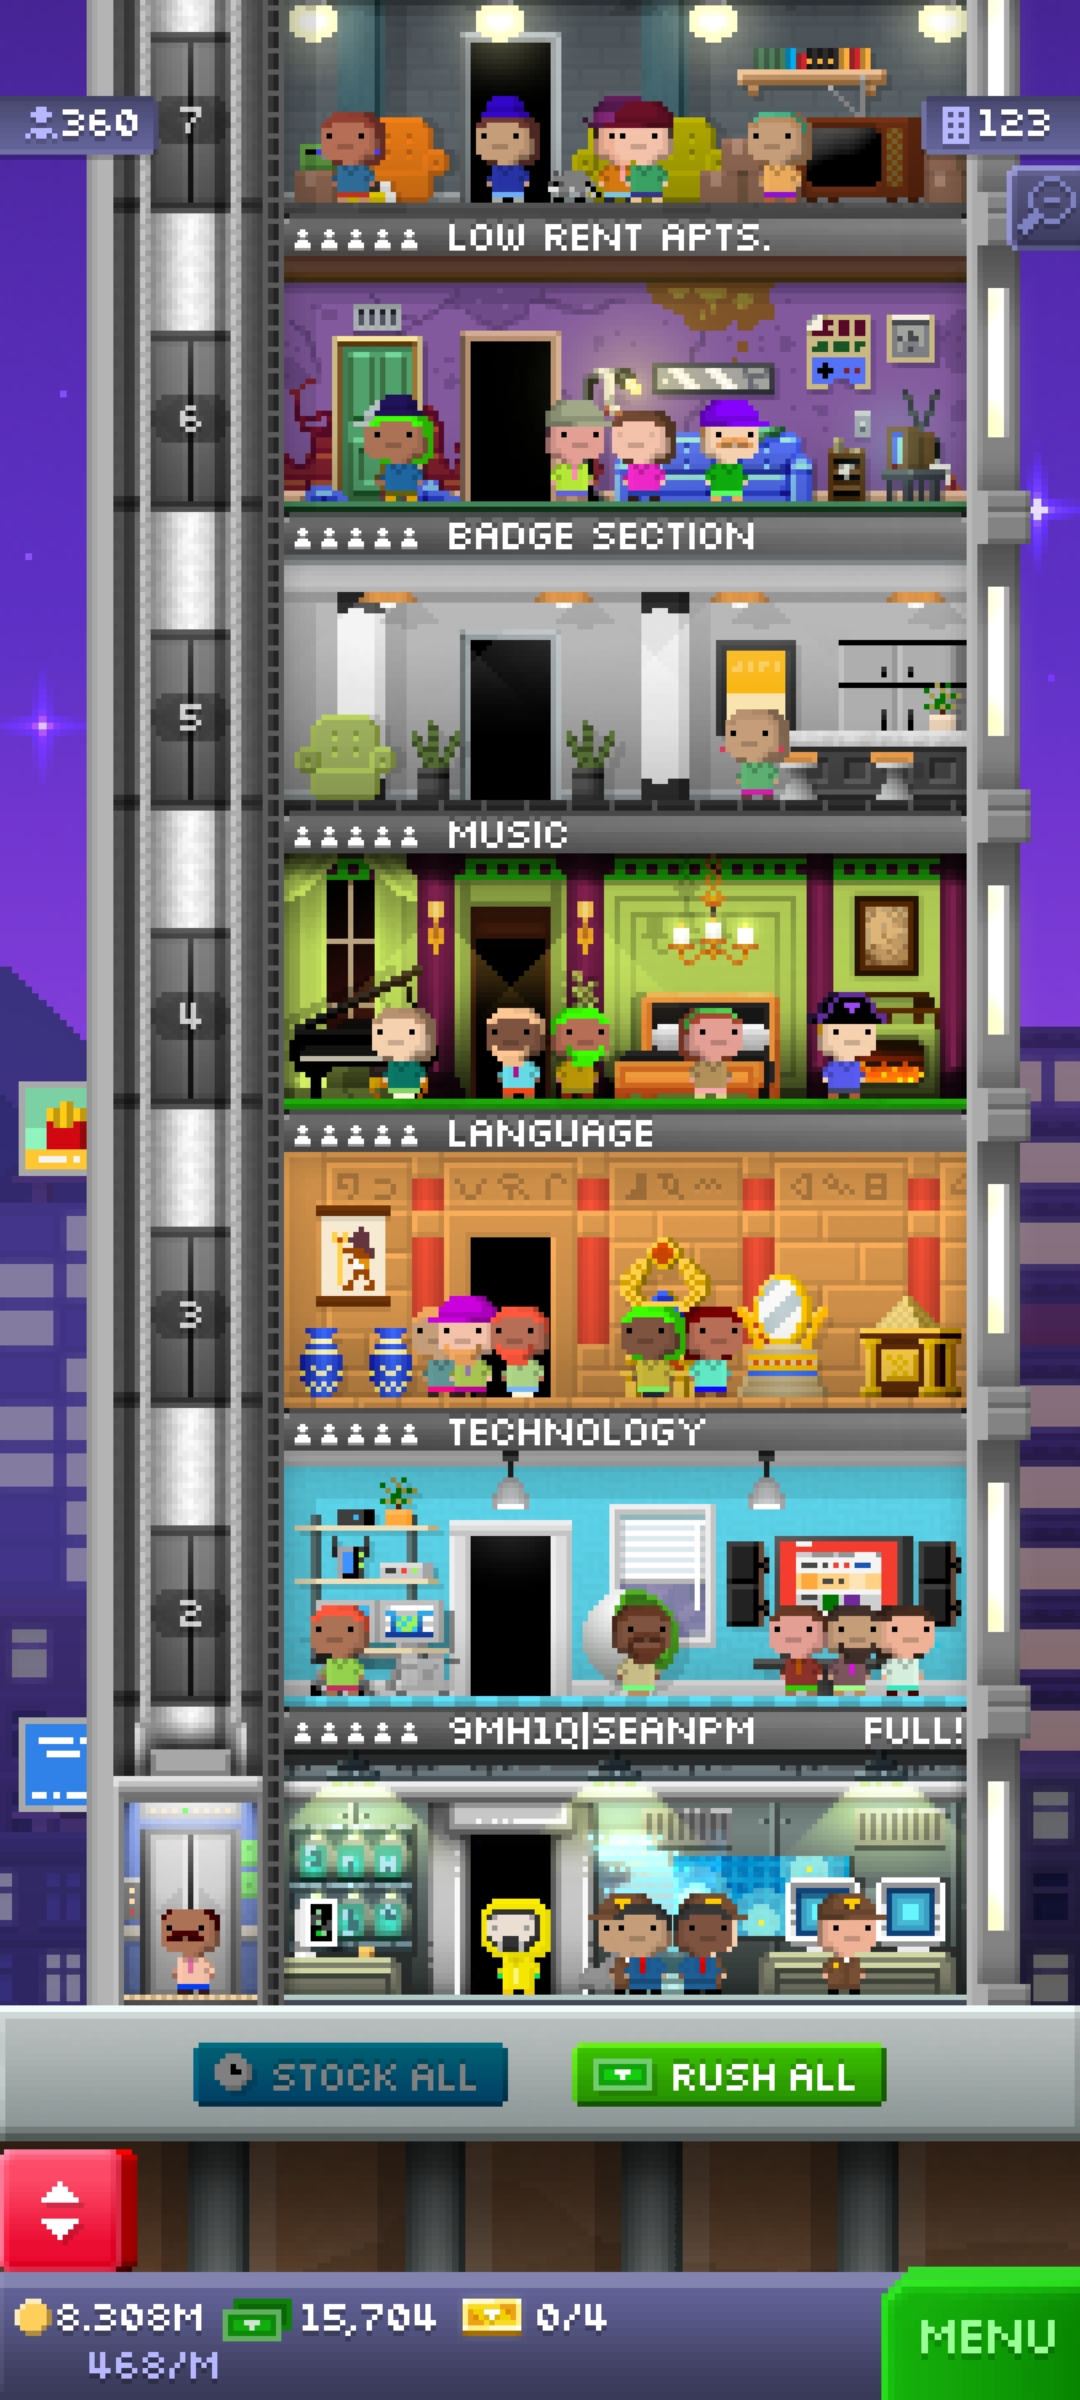 7
360
123
LOW RENT APTS.
6
BADGE SECTION
5
MUSIC
4
LANGUAGE
3
TECHNOLOGY
2
9MH1Q|SEANPM FULL!
STOCK ALL
RUSH ALL
8.308M 15,704 0/4
468/M
MENU